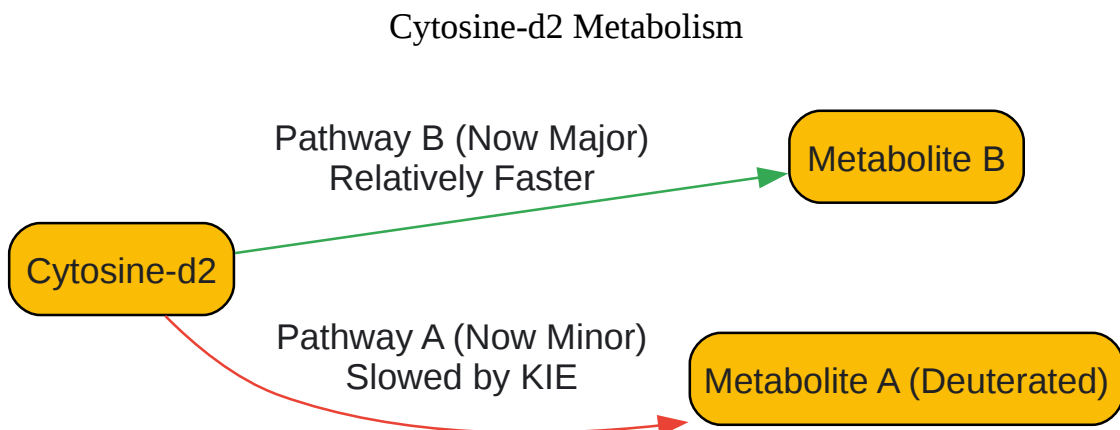 Cytosine-d2 Metabolism
Pathway B (Now Major)
Relatively Faster
Metabolite B
Cytosine-d2
Pathway A (Now Minor)
Slowed by KIE
Metabolite A (Deuterated)